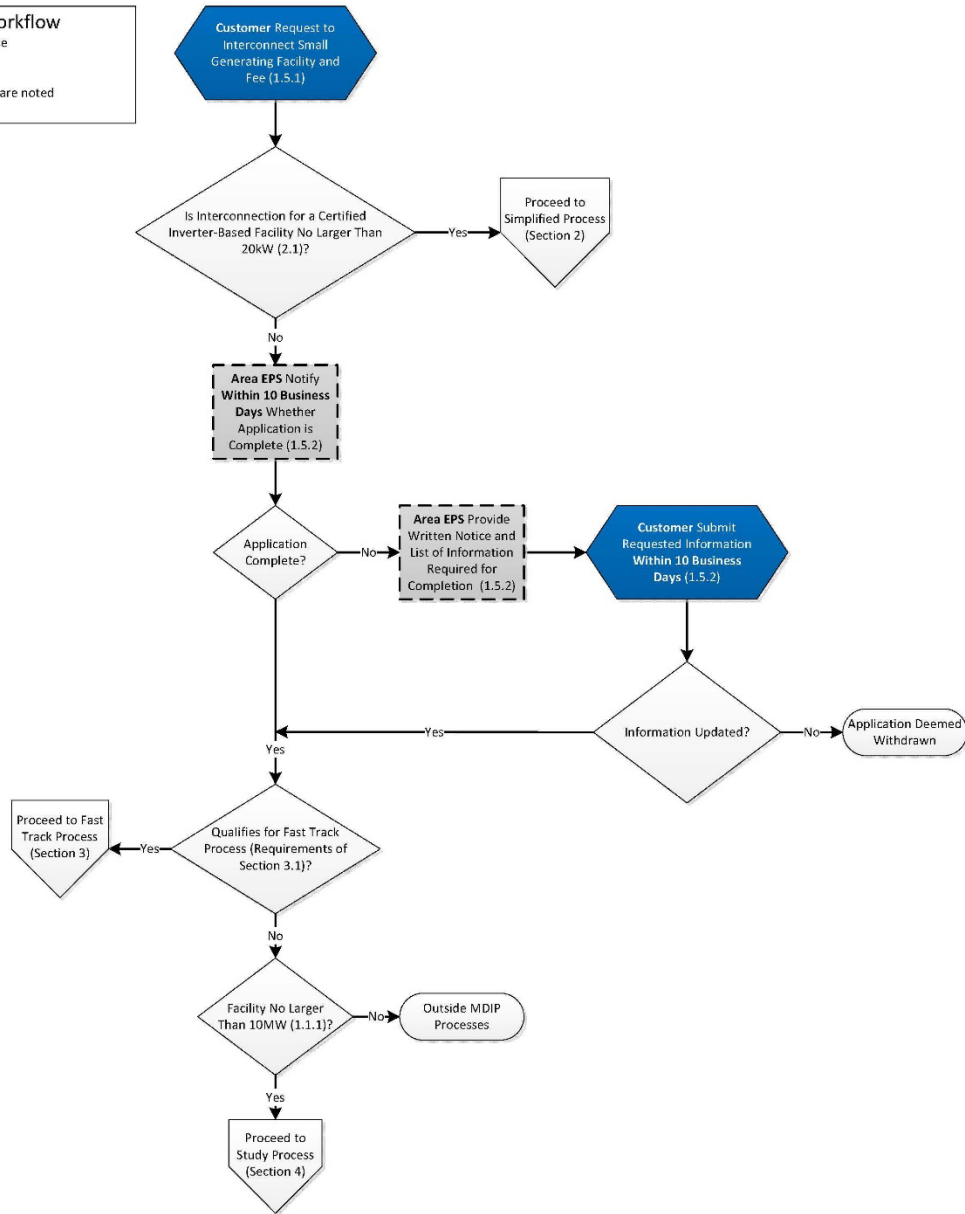 are noted
Customer Request to
Interconnect Small
Generating Facility and
Fee (1.5.1)
Is Interconnection for a Certified
Inverter-Based Facility No Larger Than
20kW (2.1)?
Yes
Proceed to
Simplified Process
(Section 2)
No
Area EPS Notify
Within 10 Business
Days Whether
Application is
Complete (1.5.2)
Application
Complete?
No
Area EPS Provide
Written Notice and
List of Information
Required for
Completion (1.5.2)
Customer Submit
Requested Information
Within 10 Business
Days (1.5.2)
Information Updated?
No
Application Deemed
Withdrawn
Yes
Yes
Qualifies for Fast Track
Process (Requirements of
Section 3.1)?
Yes
Proceed to Fast
Track Process
(Section 3)
No
Facility No Larger
Than 10MW (1.1.1)?
No
Outside MDIP
Processes
Yes
Proceed to
Study Process
(Section 4)